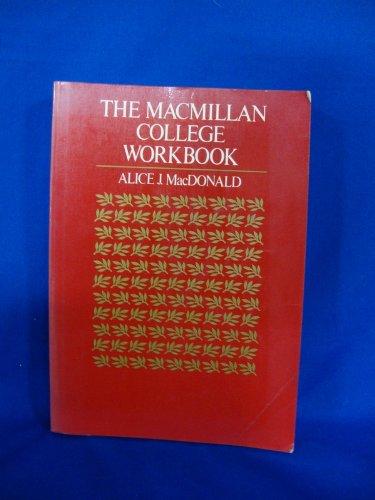 THE MACMILLAN
COLLEGE
WORKBOOK
ALICE J. MacDONALD